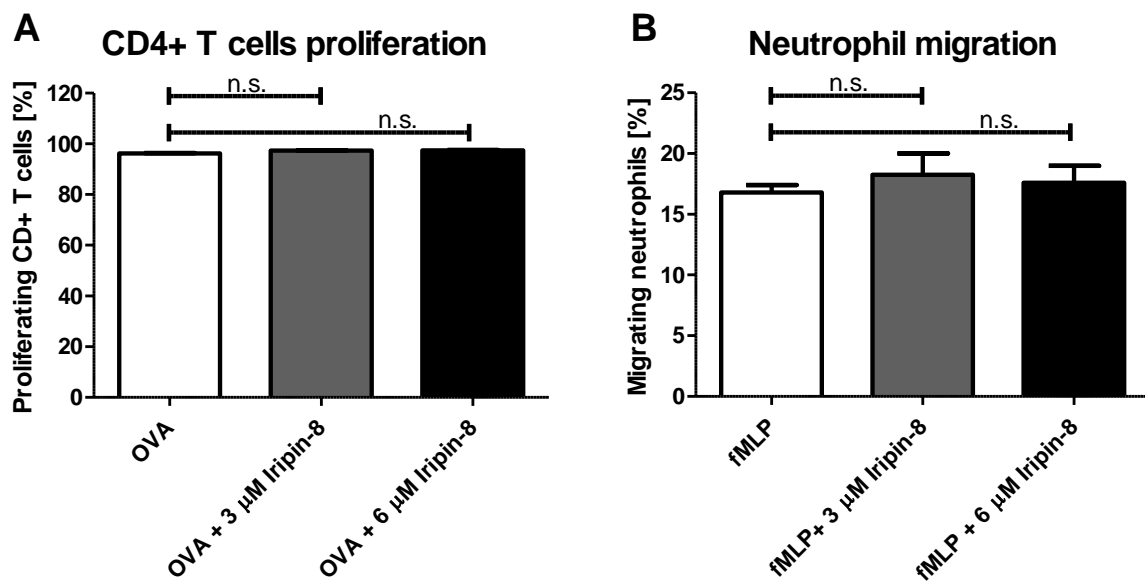 A
CD4+ T cells proliferation
Proliferating CD+ T cells [%]
120
100
80
60
40
20
0
n.s.
n.s.
OVA
OVA + 3 μM Iripin-8
OVA + 6 μM Iripin-8
B
Neutrophil migration
Migrating neutrophils [%]
25
20
15
10
5
0
n.s.
n.s.
fMLP
fMLP+ 3 μM Iripin-8
fMLP + 6 μM Iripin-8